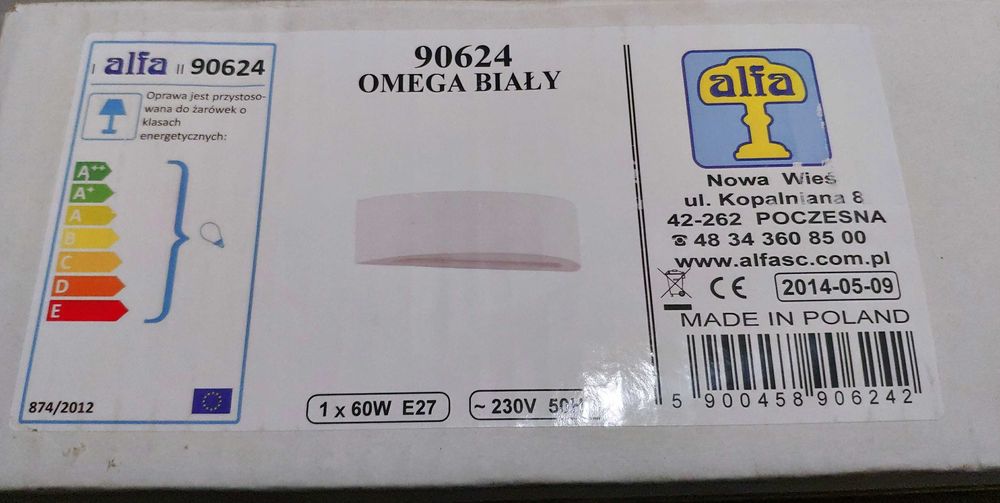 I alfa II 90624
Oprawa jest przystoso-
wana do żarówek o
klasach
energetycznych:
A++
A+
A
B
C
D
E
874/2012
90624
OMEGA BIAŁY
1 x 60W E27
~ 230V 50H
alfa
Nowa Wieś
ul. Kopalniana 8
42-262 POCZESNA
☎ 48 34 360 85 00
www.alfasc.com.pl
CE 2014-05-09
MADE IN POLAND
5 900458 906242